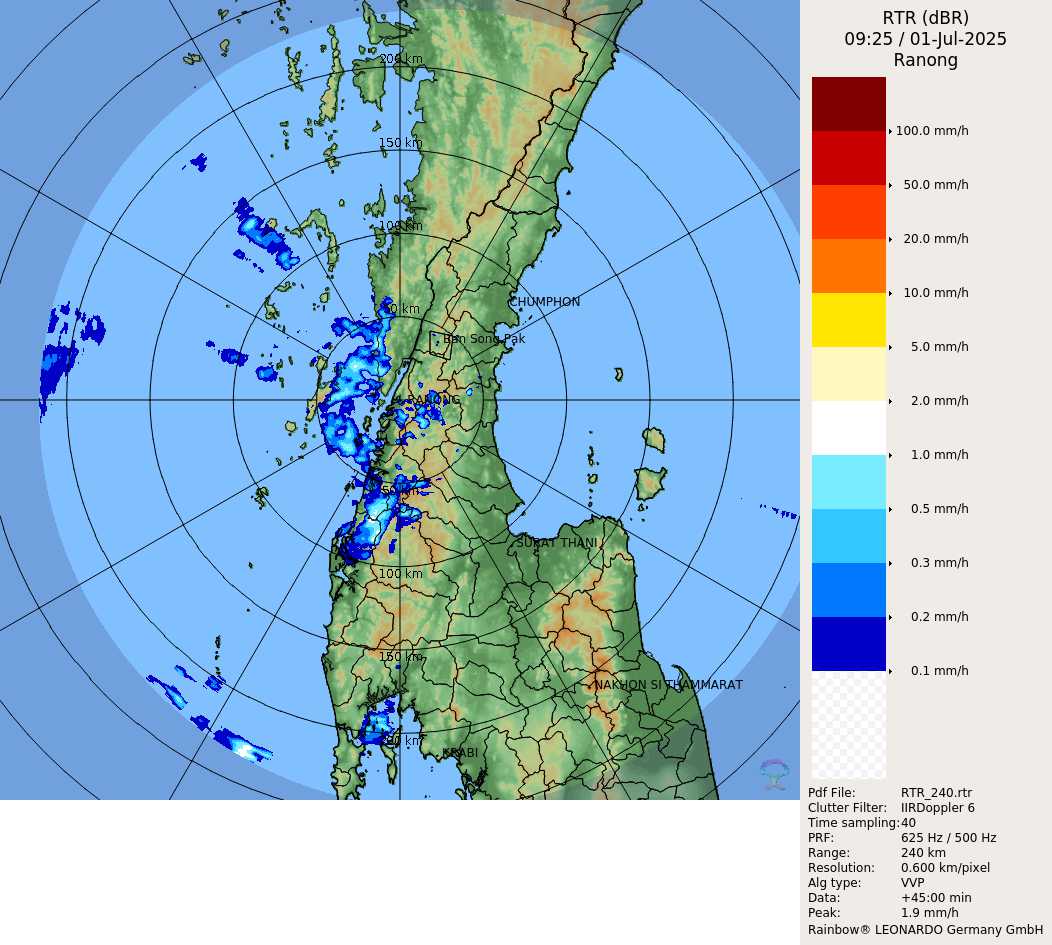 RTR (dBR)
09:25 / 01-Jul-2025
Ranong
100.0 mm/h
50.0 mm/h
20.0 mm/h
10.0 mm/h
5.0 mm/h
2.0 mm/h
1.0 mm/h
0.5 mm/h
0.3 mm/h
0.2 mm/h
0.1 mm/h
Pdf File: RTR_240.rtr
Clutter Filter: IIRDoppler 6
Time sampling: 40
PRF: 625 Hz / 500 Hz
Range: 240 km
Resolution: 0.600 km/pixel
Alg type: VVP
Data: +45:00 min
Peak: 1.9 mm/h
Rainbow® LEONARDO Germany GmbH
200 km
150 km
100 km
CHUMPHON
Ban Song Pak
RANONG
50 km
SURAT THANI
100 km
150 km
NAKHON SI THAMMARAT
KRABI